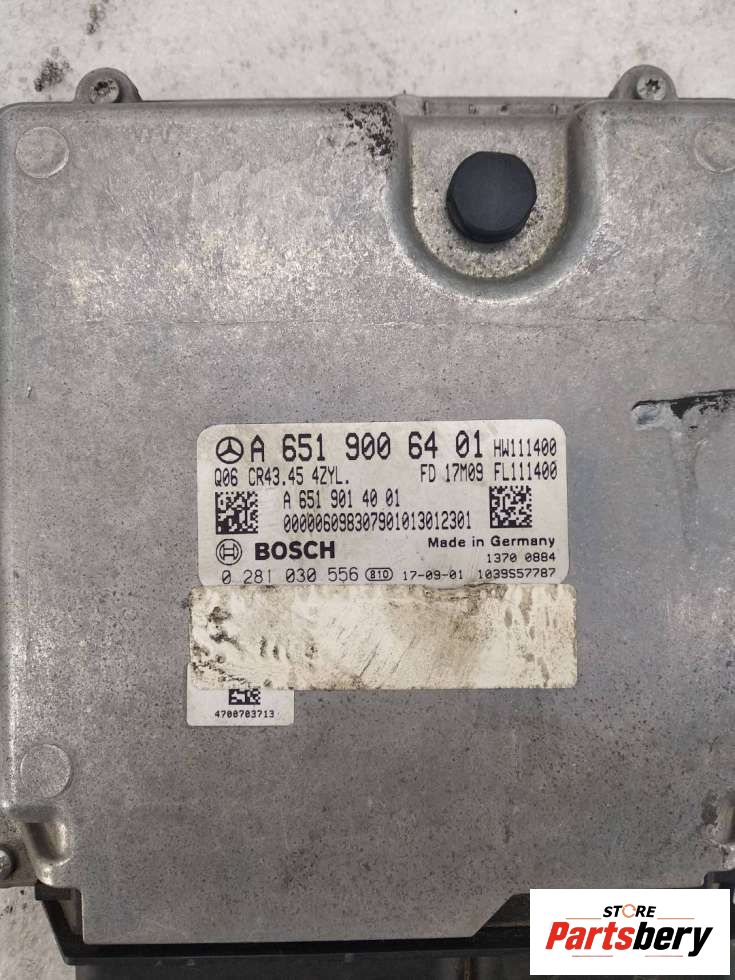 A 651 900 64 01 HW111400
Q06 CR43.45 4ZYL. FD 17M09 FL111400
A 651 901 40 01
000006098307901013012301
BOSCH Made in Germany
1370 0884
0 281 030 556 810 17-09-01 1039S57787
4700703713
STORE
Partsbery